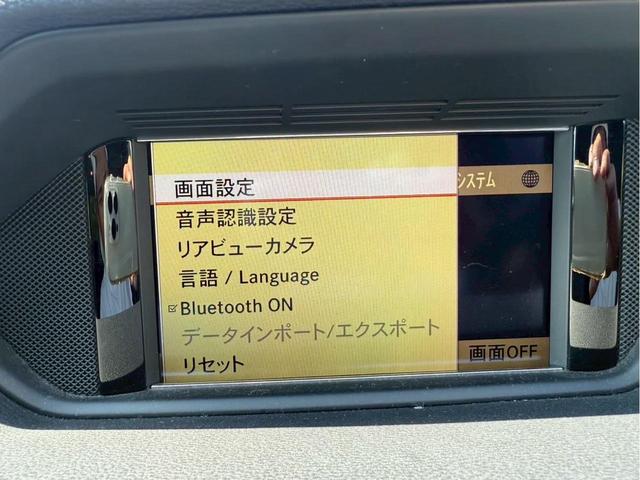 画面設定
システム
音声認識設定
リアビューカメラ
言語 / Language
Bluetooth ON
データインポート/エクスポート
画面OFF
リセット